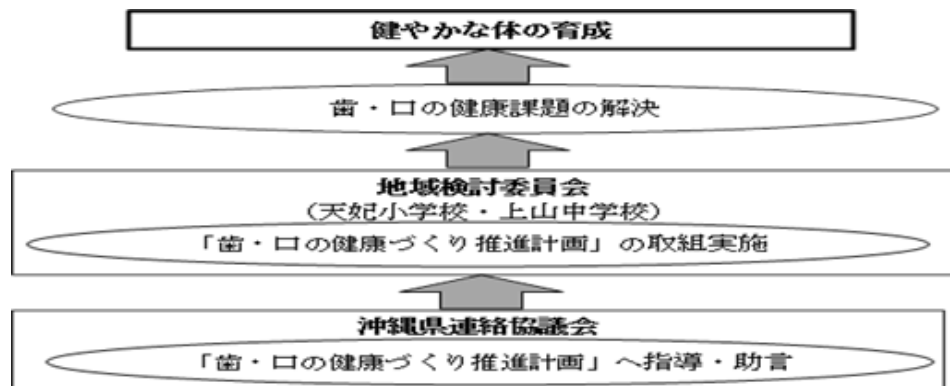 健やかな体の育成
歯・口の健康課題の解決
地域検討委員会
（天妃小学校・上山中学校）
「歯・口の健康づくり推進計画」の取組実施
沖縄県連絡協議会
「歯・口の健康づくり推進計画」へ指導・助言